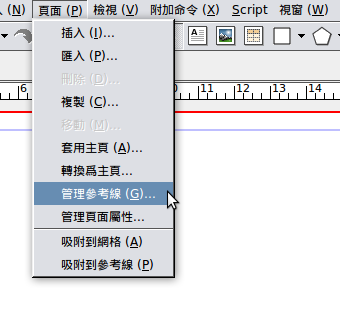 (N) 頁面 (P) 檢視 (V) 附加命令 (X) Script 視窗 (W)
插入 (I)...
匯入 (P)...
刪除 (D)...
6 10 11 12 13 14
複製 (C)...
移動 (M)...
套用主頁 (A)...
轉換爲主頁...
管理參考線 (G)...
管理頁面屬性...
吸附到網格 (A)
吸附到參考線 (P)